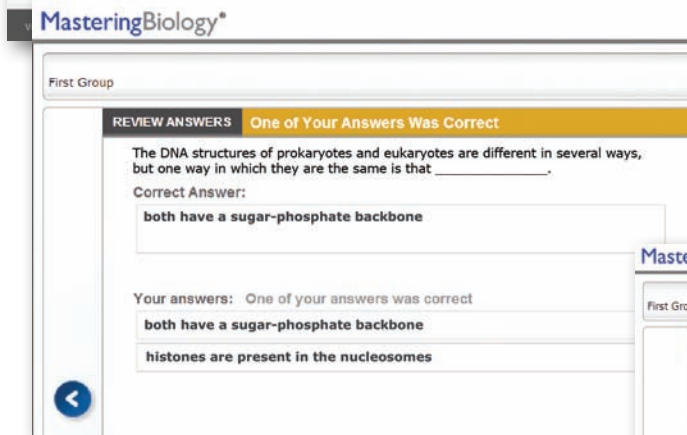 MasteringBiology®
First Group
REVIEW ANSWERS One of Your Answers Was Correct
The DNA structures of prokaryotes and eukaryotes are different in several ways,
but one way in which they are the same is that _______________.
Correct Answer:
both have a sugar-phosphate backbone
Your answers: One of your answers was correct
both have a sugar-phosphate backbone
histones are present in the nucleosomes
Maste
First Gro